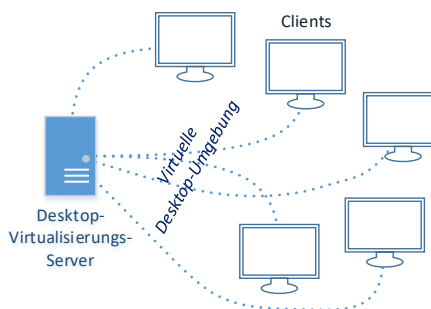 Clients
Virtuelle
Desktop-Umgebung
Desktop-
Virtualisierungs-
Server